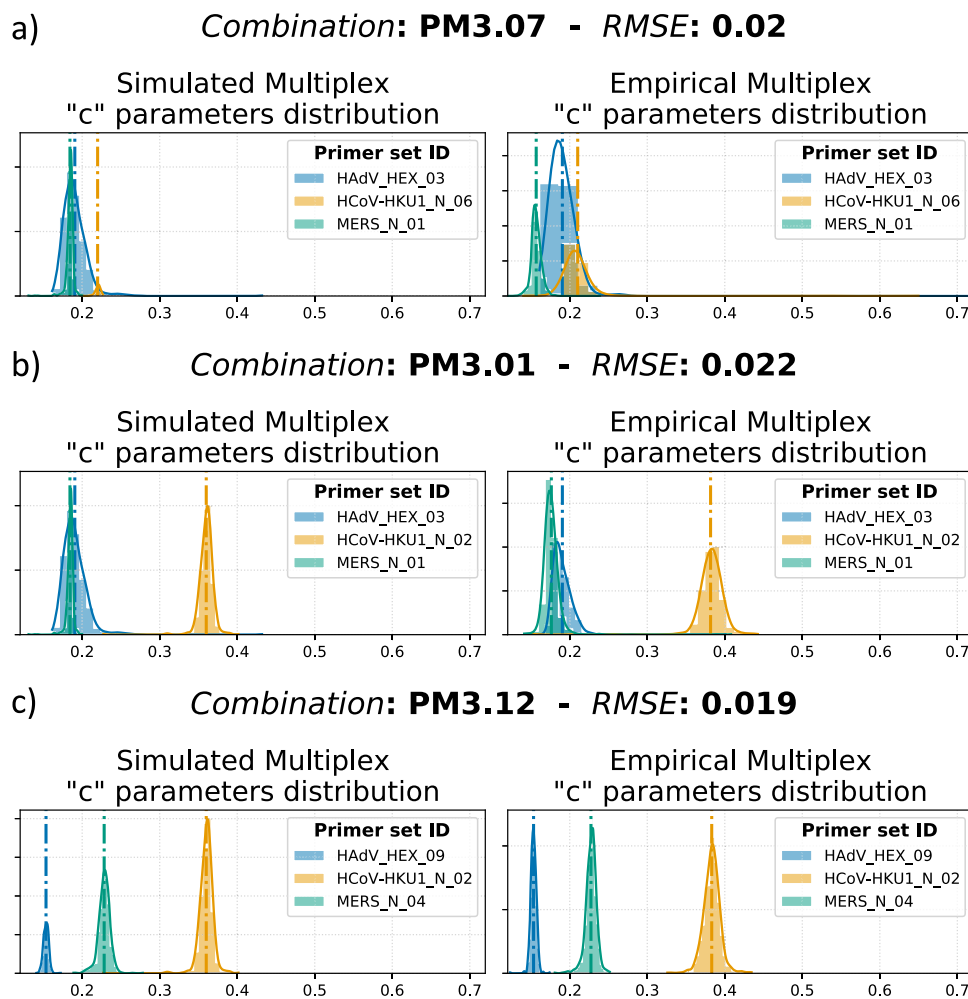 a)
Combination: PM3.07 - RMSE: 0.02
Simulated Multiplex
"c" parameters distribution
Primer set ID
HAdV_HEX_03
HCoV-HKU1_N_06
MERS_N_01
0.2 0.3 0.4 0.5 0.6 0.7
Empirical Multiplex
"c" parameters distribution
Primer set ID
HAdV_HEX_03
HCoV-HKU1_N_06
MERS_N_01
0.2 0.3 0.4 0.5 0.6 0.7
b)
Combination: PM3.01 - RMSE: 0.022
Simulated Multiplex
"c" parameters distribution
Primer set ID
HAdV_HEX_03
HCoV-HKU1_N_02
MERS_N_01
0.2 0.3 0.4 0.5 0.6 0.7
Empirical Multiplex
"c" parameters distribution
Primer set ID
HAdV_HEX_03
HCoV-HKU1_N_02
MERS_N_01
0.2 0.3 0.4 0.5 0.6 0.7
c)
Combination: PM3.12 - RMSE: 0.019
Simulated Multiplex
"c" parameters distribution
Primer set ID
HAdV_HEX_09
HCoV-HKU1_N_02
MERS_N_04
0.2 0.3 0.4 0.5 0.6 0.7
Empirical Multiplex
"c" parameters distribution
Primer set ID
HAdV_HEX_09
HCoV-HKU1_N_02
MERS_N_04
0.2 0.3 0.4 0.5 0.6 0.7